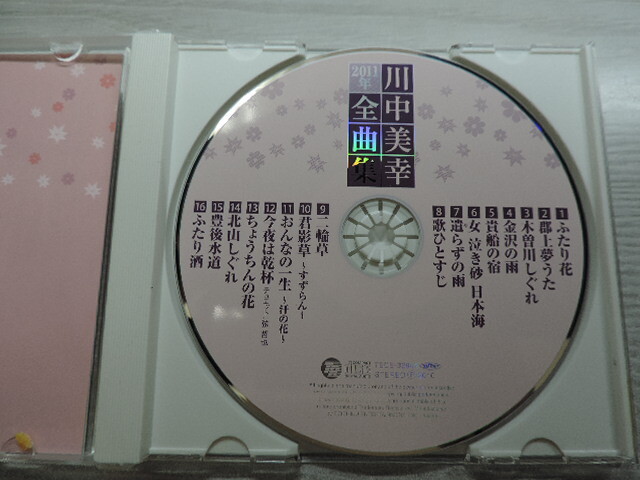 川中美幸
2011年
全曲集
1 ふたり花
2 郡上夢うた
3 木曽川しぐれ
4 金沢の雨
5 貴船の宿
6 女 泣き砂 日本海
7 遣らずの雨
8 歌ひとすじ
9 二輪草
10 君影草～すずらん～
11 おんなの一生 ～汗の花～
12 今夜は乾杯
13 ちょうちんの花
14 北山しぐれ
15 豊後水道
16 ふたり酒
STEREO